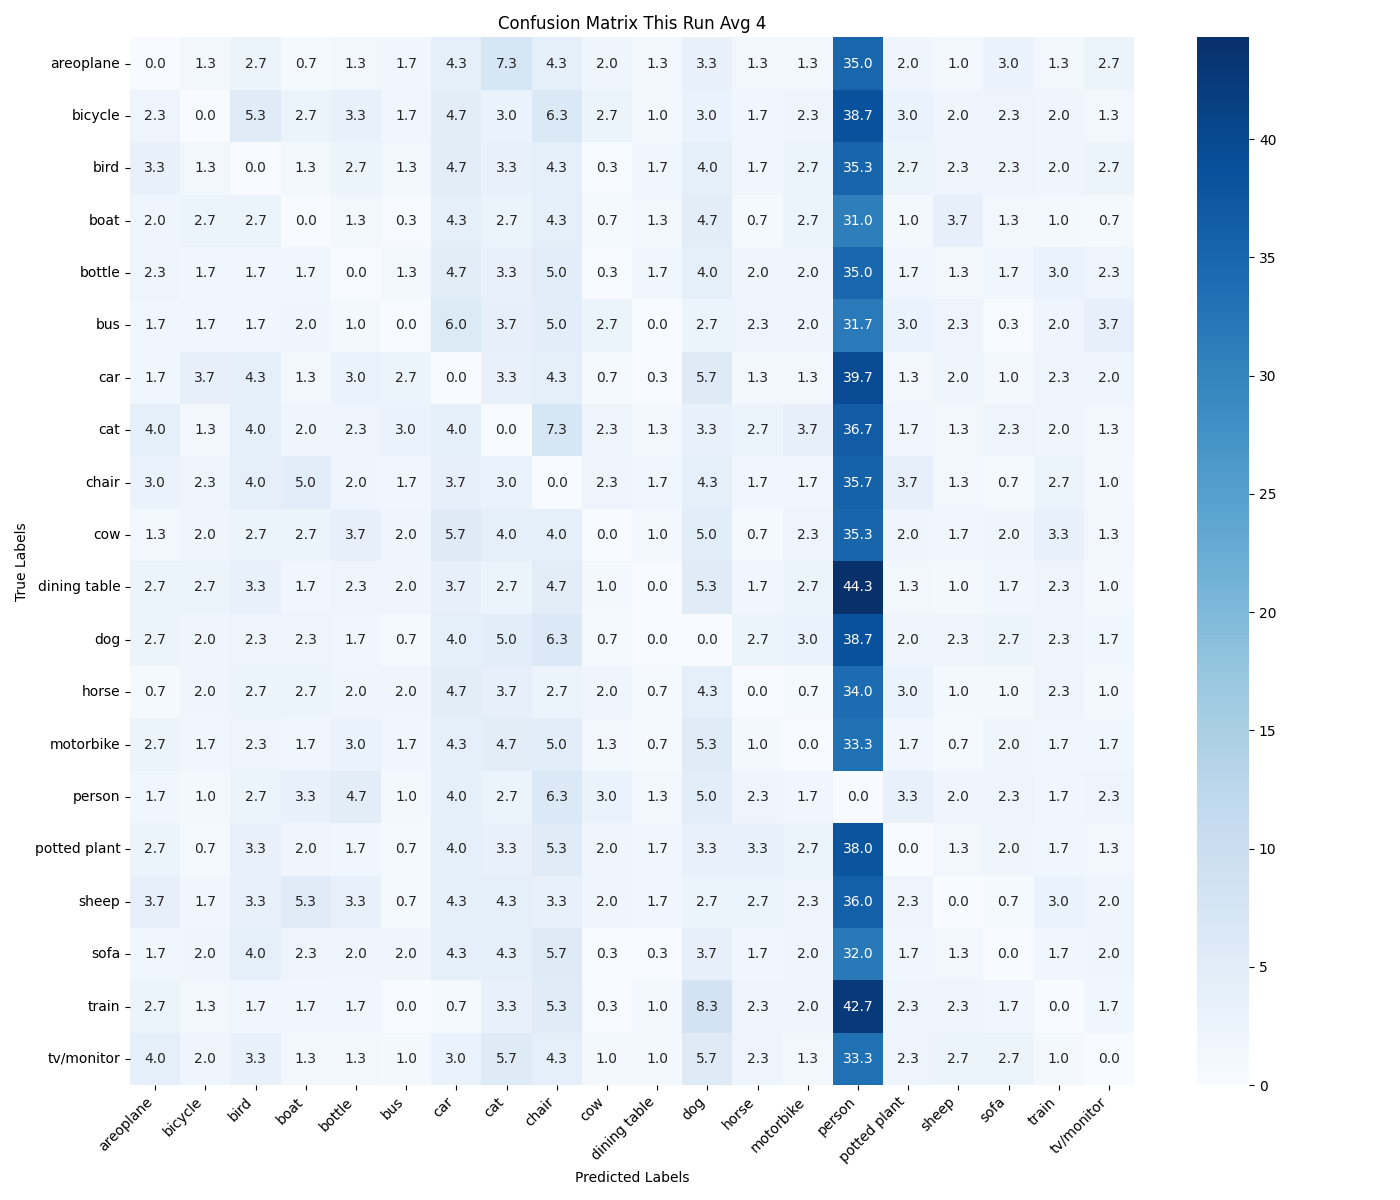 Confusion Matrix This Run Avg 4
True Labels
areoplane 0.0 1.3 2.7 0.7 1.3 1.7 4.3 7.3 4.3 2.0 1.3 3.3 1.3 1.3 35.0 2.0 1.0 3.0 1.3 2.7
bicycle 2.3 0.0 5.3 2.7 3.3 1.7 4.7 3.0 6.3 2.7 1.0 3.0 1.7 2.3 38.7 3.0 2.0 2.3 2.0 1.3
bird 3.3 1.3 0.0 1.3 2.7 1.3 4.7 3.3 4.3 0.3 1.7 4.0 1.7 2.7 35.3 2.7 2.3 2.3 2.0 2.7
boat 2.0 2.7 2.7 0.0 1.3 0.3 4.3 2.7 4.3 0.7 1.3 4.7 0.7 2.7 31.0 1.0 3.7 1.3 1.0 0.7
bottle 2.3 1.7 1.7 1.7 0.0 1.3 4.7 3.3 5.0 0.3 1.7 4.0 2.0 2.0 35.0 1.7 1.3 1.7 3.0 2.3
bus 1.7 1.7 1.7 2.0 1.0 0.0 6.0 3.7 5.0 2.7 0.0 2.7 2.3 2.0 31.7 3.0 2.3 0.3 2.0 3.7
car 1.7 3.7 4.3 1.3 3.0 2.7 0.0 3.3 4.3 0.7 0.3 5.7 1.3 1.3 39.7 1.3 2.0 1.0 2.3 2.0
cat 4.0 1.3 4.0 2.0 2.3 3.0 4.0 0.0 7.3 2.3 1.3 3.3 2.7 3.7 36.7 1.7 1.3 2.3 2.0 1.3
chair 3.0 2.3 4.0 5.0 2.0 1.7 3.7 3.0 0.0 2.3 1.7 4.3 1.7 1.7 35.7 3.7 1.3 0.7 2.7 1.0
cow 1.3 2.0 2.7 2.7 3.7 2.0 5.7 4.0 4.0 0.0 1.0 5.0 0.7 2.3 35.3 2.0 1.7 2.0 3.3 1.3
dining table 2.7 2.7 3.3 1.7 2.3 2.0 3.7 2.7 4.7 1.0 0.0 5.3 1.7 2.7 44.3 1.3 1.0 1.7 2.3 1.0
dog 2.7 2.0 2.3 2.3 1.7 0.7 4.0 5.0 6.3 0.7 0.0 0.0 2.7 3.0 38.7 2.0 2.3 2.7 2.3 1.7
horse 0.7 2.0 2.7 2.7 2.0 2.0 4.7 3.7 2.7 2.0 0.7 4.3 0.0 0.7 34.0 3.0 1.0 1.0 2.3 1.0
motorbike 2.7 1.7 2.3 1.7 3.0 1.7 4.3 4.7 5.0 1.3 0.7 5.3 1.0 0.0 33.3 1.7 0.7 2.0 1.7 1.7
person 1.7 1.0 2.7 3.3 4.7 1.0 4.0 2.7 6.3 3.0 1.3 5.0 2.3 1.7 0.0 3.3 2.0 2.3 1.7 2.3
potted plant 2.7 0.7 3.3 2.0 1.7 0.7 4.0 3.3 5.3 2.0 1.7 3.3 3.3 2.7 38.0 0.0 1.3 2.0 1.7 1.3
sheep 3.7 1.7 3.3 5.3 3.3 0.7 4.3 4.3 3.3 2.0 1.7 2.7 2.7 2.3 36.0 2.3 0.0 0.7 3.0 2.0
sofa 1.7 2.0 4.0 2.3 2.0 2.0 4.3 4.3 5.7 0.3 0.3 3.7 1.7 2.0 32.0 1.7 1.3 0.0 1.7 2.0
train 2.7 1.3 1.7 1.7 1.7 0.0 0.7 3.3 5.3 0.3 1.0 8.3 2.3 2.0 42.7 2.3 2.3 1.7 0.0 1.7
tv/monitor 4.0 2.0 3.3 1.3 1.3 1.0 3.0 5.7 4.3 1.0 1.0 5.7 2.3 1.3 33.3 2.3 2.7 2.7 1.0 0.0
areoplane bicycle bird boat bottle bus car cat chair cow dining table dog horse motorbike person potted plant sheep sofa train tv/monitor
Predicted Labels
40
35
30
25
20
15
10
5
0